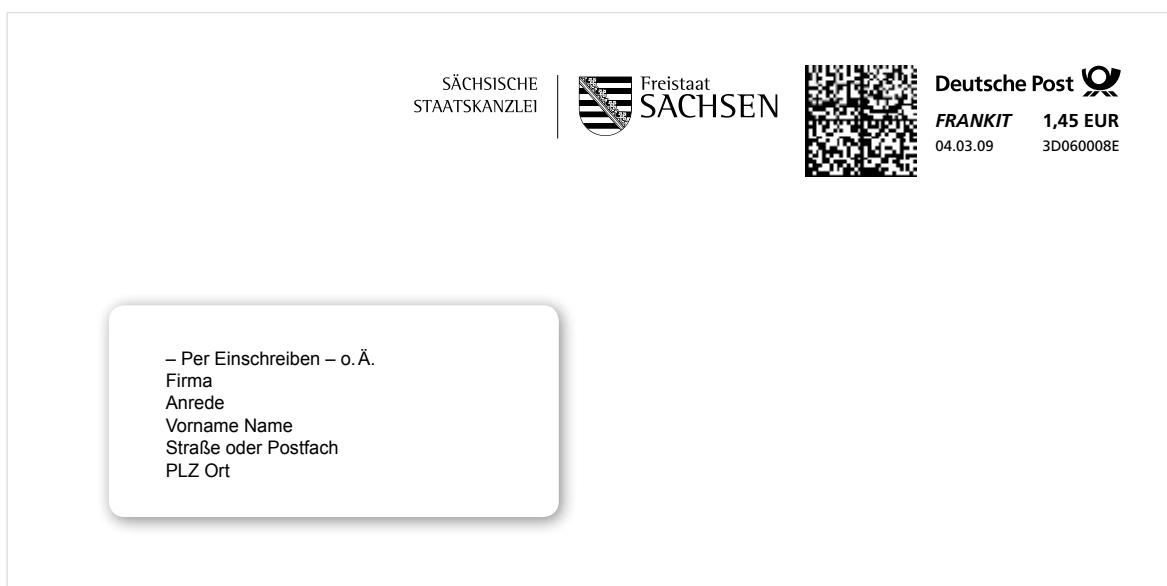 SÄCHSISCHE
STAATSKANZLEI
Freistaat
SACHSEN
Deutsche Post
FRANKIT 1,45 EUR
04.03.09 3D060008E
– Per Einschreiben – o. Ä.
Firma
Anrede
Vorname Name
Straße oder Postfach
PLZ Ort